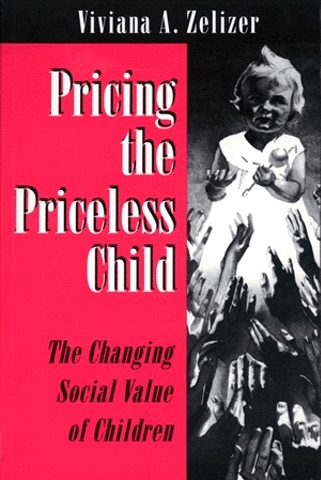 Viviana A. Zelizer
Pricing
the
Priceless
Child
The Changing
Social Value
of Children